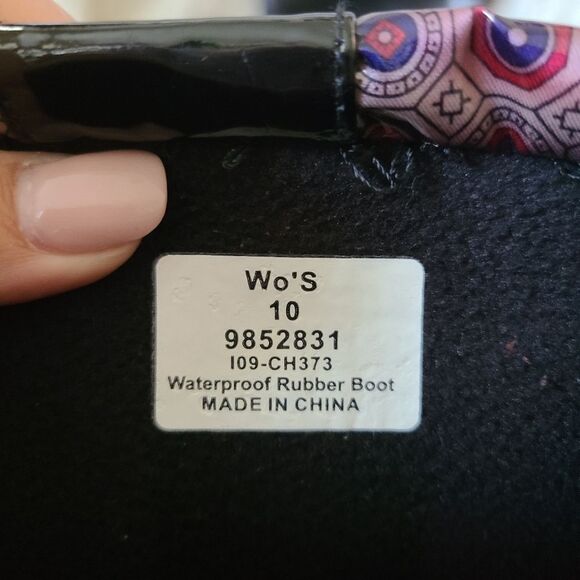 Wo'S
10
9852831
I09-CH373
Waterproof Rubber Boot
MADE IN CHINA